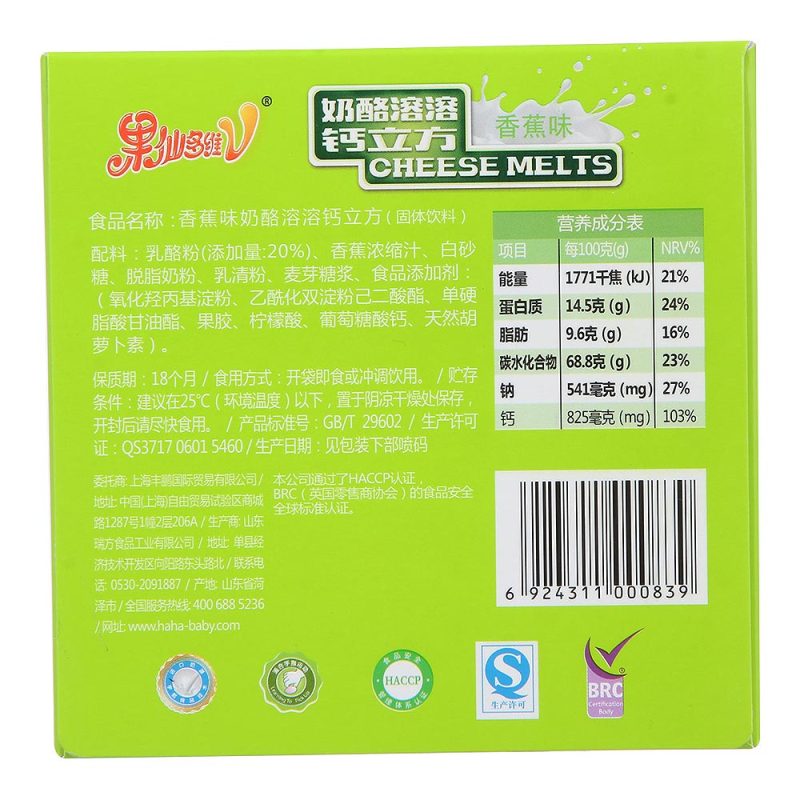 果仙多维V®
奶酪溶溶
钙立方
香蕉味
CHEESE MELTS
食品名称：香蕉味奶酪溶溶钙立方（固体饮料）
配料：乳酪粉(添加量:20%)、香蕉浓缩汁、白砂
糖、脱脂奶粉、乳清粉、麦芽糖浆、食品添加剂：
（氧化羟丙基淀粉、乙酰化双淀粉己二酸酯、单硬
脂酸甘油酯、果胶、柠檬酸、葡萄糖酸钙、天然胡
萝卜素）。
保质期：18个月 / 食用方式：开袋即食或冲调饮用。 / 贮存
条件：建议在25℃（环境温度）以下，置于阴凉干燥处保存，
开封后请尽快食用。 / 产品标准号：GB/T 29602 / 生产许可
证：QS3717 0601 5460 / 生产日期：见包装下部喷码
营养成分表
项目 每100克(g) NRV%
能量 1771千焦 (kJ) 21%
蛋白质 14.5克 (g) 24%
脂肪 9.6克 (g) 16%
碳水化合物 68.8克 (g) 23%
钠 541毫克 (mg) 27%
钙 825毫克 (mg) 103%
委托商: 上海丰鹏国际贸易有限公司 /
地址: 中国(上海)自由贸易试验区商城
路1287号1幢2层206A / 生产商: 山东
瑞方食品工业有限公司 / 地址: 单县经
济技术开发区向阳路东头路北 / 联系电
话: 0530-2091887 / 产地: 山东省菏
泽市 / 全国服务热线: 400 688 5236
/ 网址: www.haha-baby.com
本公司通过了HACCP认证，
BRC（英国零售商协会）的食品安全
全球标准认证。
6 924311 000839
食品安全
HACCP
管理体系认证
生产许可
BRC
Certification
Body